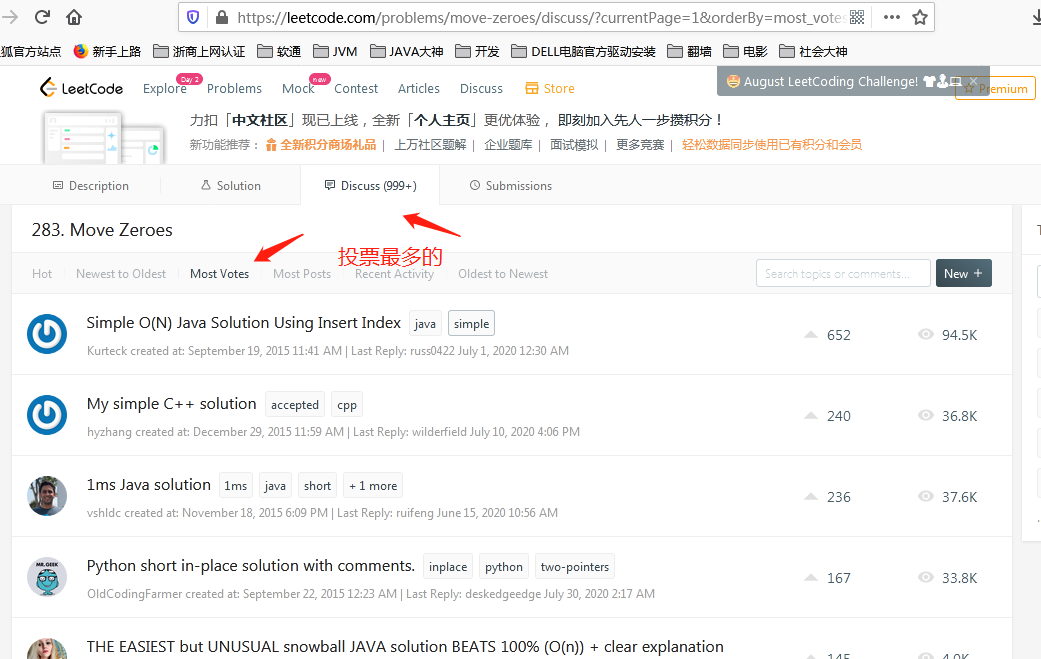 https://leetcode.com/problems/move-zeroes/discuss/?currentPage=1&orderBy=most_votes
狐官方站点 新手上路 浙商上网认证 软通 JVM JAVA大神 开发 DELL电脑官方驱动安装 翻墙 电影 社会大神
LeetCode Explore Day 2 Problems Mock new Contest Articles Discuss Store August LeetCoding Challenge! Premium
力扣「中文社区」现已上线，全新「个人主页」更优体验， 即刻加入先人一步攒积分！
新功能推荐： 全新积分商场礼品 | 上万社区题解 | 企业题库 | 面试模拟 | 更多竞赛 | 轻松数据同步使用已有积分和会员
Description Solution Discuss (999+) Submissions
283. Move Zeroes
投票最多的
Hot Newest to Oldest Most Votes Most Posts Recent Activity Oldest to Newest Search topics or comments... New +
Simple O(N) Java Solution Using Insert Index java simple 652 94.5K
Kurteck created at: September 19, 2015 11:41 AM | Last Reply: russ0422 July 1, 2020 12:30 AM
My simple C++ solution accepted cpp 240 36.8K
hyzhang created at: December 29, 2015 11:59 AM | Last Reply: wilderfield July 10, 2020 4:06 PM
1ms Java solution 1ms java short + 1 more 236 37.6K
vshldc created at: November 18, 2015 6:09 PM | Last Reply: ruifeng June 15, 2020 10:56 AM
MR. GEEK
Python short in-place solution with comments. inplace python two-pointers 167 33.8K
OldCodingFarmer created at: September 22, 2015 12:23 AM | Last Reply: deskedgeedge July 30, 2020 2:17 AM
THE EASIEST but UNUSUAL snowball JAVA solution BEATS 100% (O(n)) + clear explanation 145 4.0K